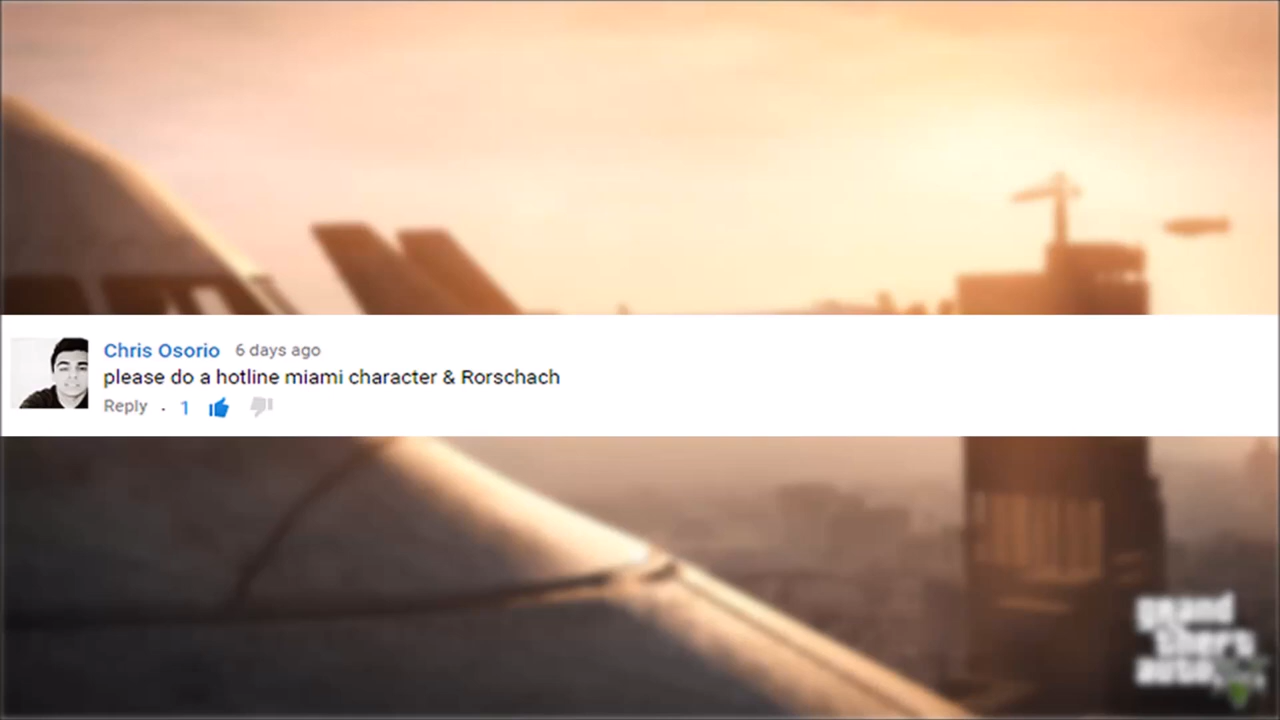 Chris Osorio 6 days ago
please do a hotline miami character & Rorschach
Reply . 1
grand
theft
auto